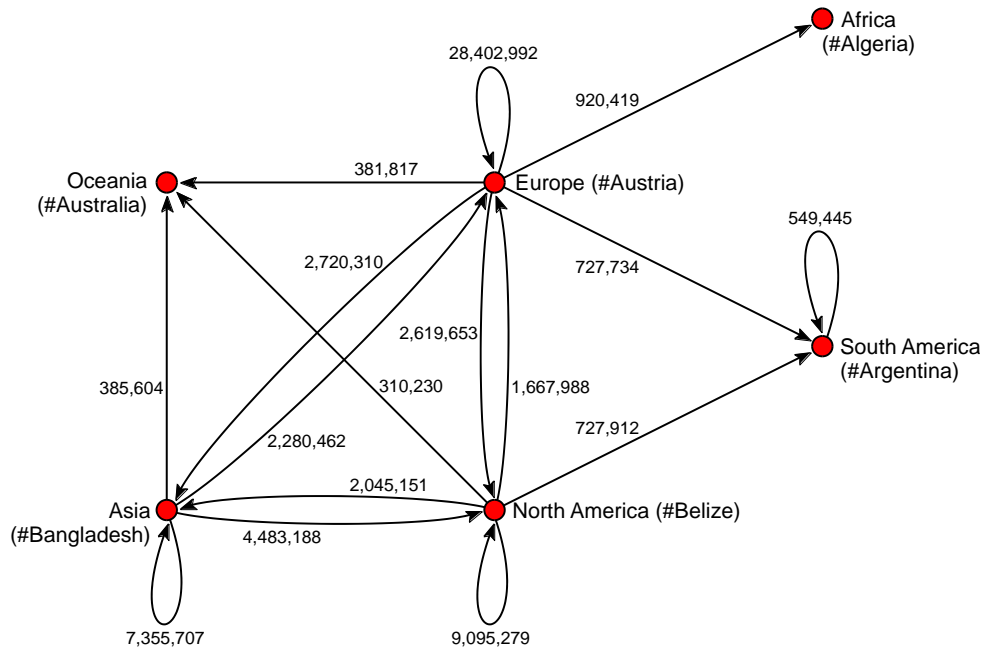 Africa
(#Algeria)
28,402,992
920,419
381,817
Oceania
(#Australia)
Europe (#Austria)
549,445
2,720,310
727,734
2,619,653
South America
(#Argentina)
385,604
310,230
1,667,988
727,912
2,280,462
2,045,151
Asia
(#Bangladesh)
North America (#Belize)
4,483,188
7,355,707
9,095,279